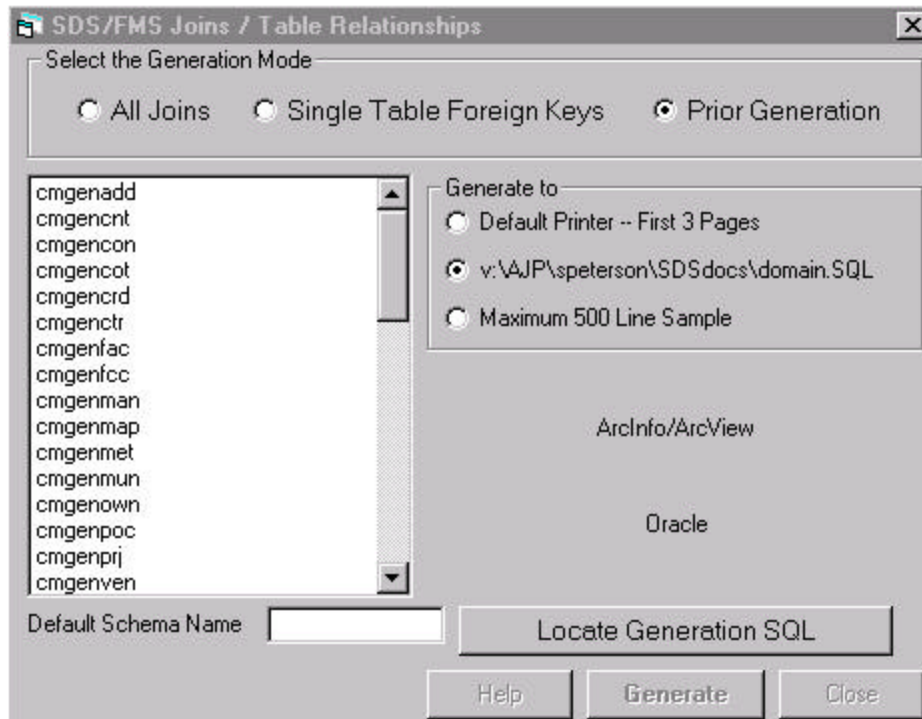 SDS/FMS Joins / Table Relationships
Select the Generation Mode
All Joins Single Table Foreign Keys Prior Generation
cmgenadd
cmgencnt
cmgencon
cmgencot
cmgencrd
cmgenctr
cmgenfac
cmgenfcc
cmgenman
cmgenmap
cmgenmet
cmgenmun
cmgenown
cmgenpoc
cmgenprj
cmgenven
Generate to
Default Printer -- First 3 Pages
v:\AJP\speterson\SDSdocs\domain.SQL
Maximum 500 Line Sample
ArcInfo/ArcView
Oracle
Default Schema Name
Locate Generation SQL
Help Generate Close